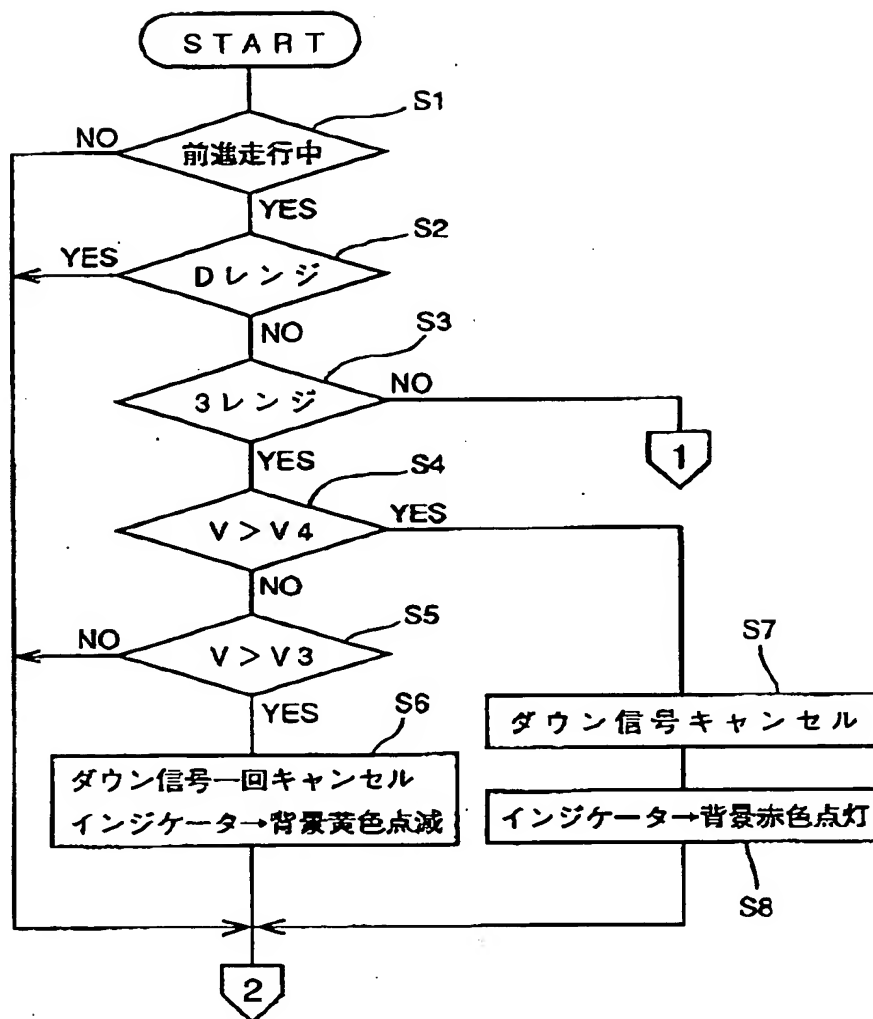 START
S1
NO
前進走行中
YES
S2
YES
Dレンジ
NO
S3
3レンジ
NO
1
YES
S4
V > V4
YES
NO
S5
NO
V > V3
YES
S6
S7
ダウン信号一回キャンセル
インジケータ→背景黄色点滅
ダウン信号キャンセル
インジケータ→背景赤色点灯
S8
2